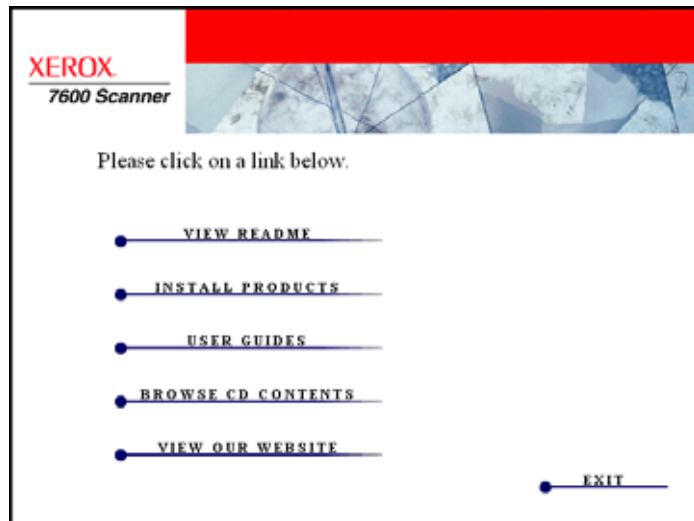 XEROX.
7600 Scanner
Please click on a link below.
VIEW README
INSTALL PRODUCTS
USER GUIDES
BROWSE CD CONTENTS
VIEW OUR WEBSITE
EXIT